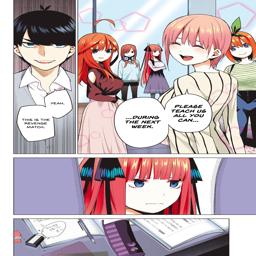 YEAH.
THIS IS THE
REVENGE
MATCH.
PLEASE
TEACH US
ALL YOU
CAN...
...DURING
THE NEXT
WEEK.